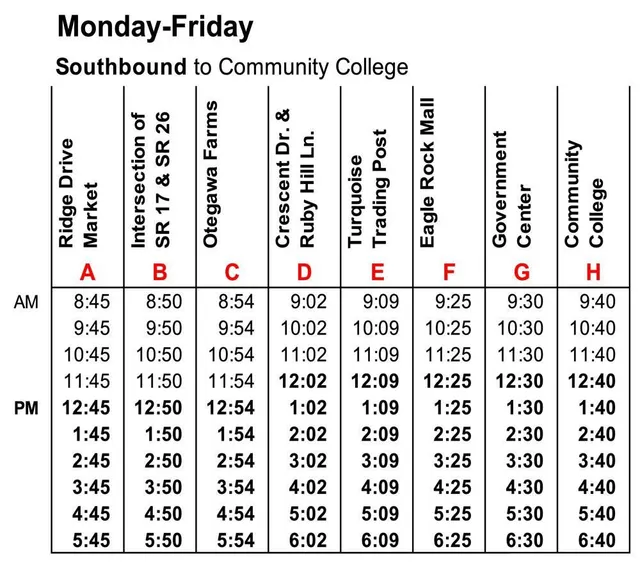 Monday-Friday
Southbound to Community College
Ridge Drive
Market
Intersection of
SR 17 & SR 26
Otegawa Farms
Crescent Dr. &
Ruby Hill Ln.
Turquoise
Trading Post
Eagle Rock Mall
Government
Center
Community
College
A B C D E F G H
AM 8:45 8:50 8:54 9:02 9:09 9:25 9:30 9:40
9:45 9:50 9:54 10:02 10:09 10:25 10:30 10:40
10:45 10:50 10:54 11:02 11:09 11:25 11:30 11:40
11:45 11:50 11:54 12:02 12:09 12:25 12:30 12:40
PM 12:45 12:50 12:54 1:02 1:09 1:25 1:30 1:40
1:45 1:50 1:54 2:02 2:09 2:25 2:30 2:40
2:45 2:50 2:54 3:02 3:09 3:25 3:30 3:40
3:45 3:50 3:54 4:02 4:09 4:25 4:30 4:40
4:45 4:50 4:54 5:02 5:09 5:25 5:30 5:40
5:45 5:50 5:54 6:02 6:09 6:25 6:30 6:40